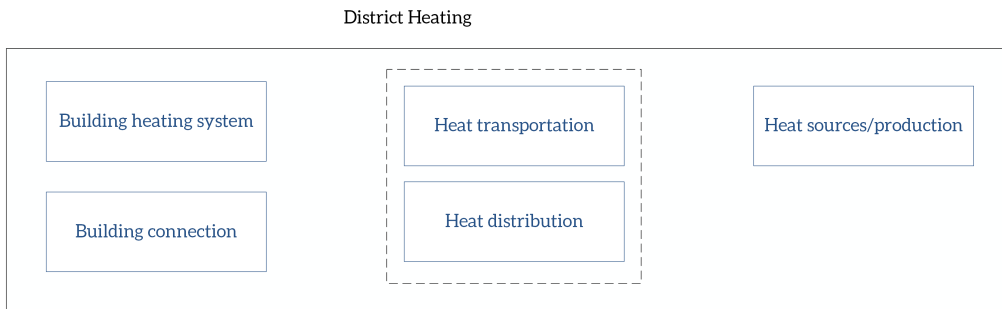 District Heating
Building heating system
Building connection
Heat transportation
Heat distribution
Heat sources/production